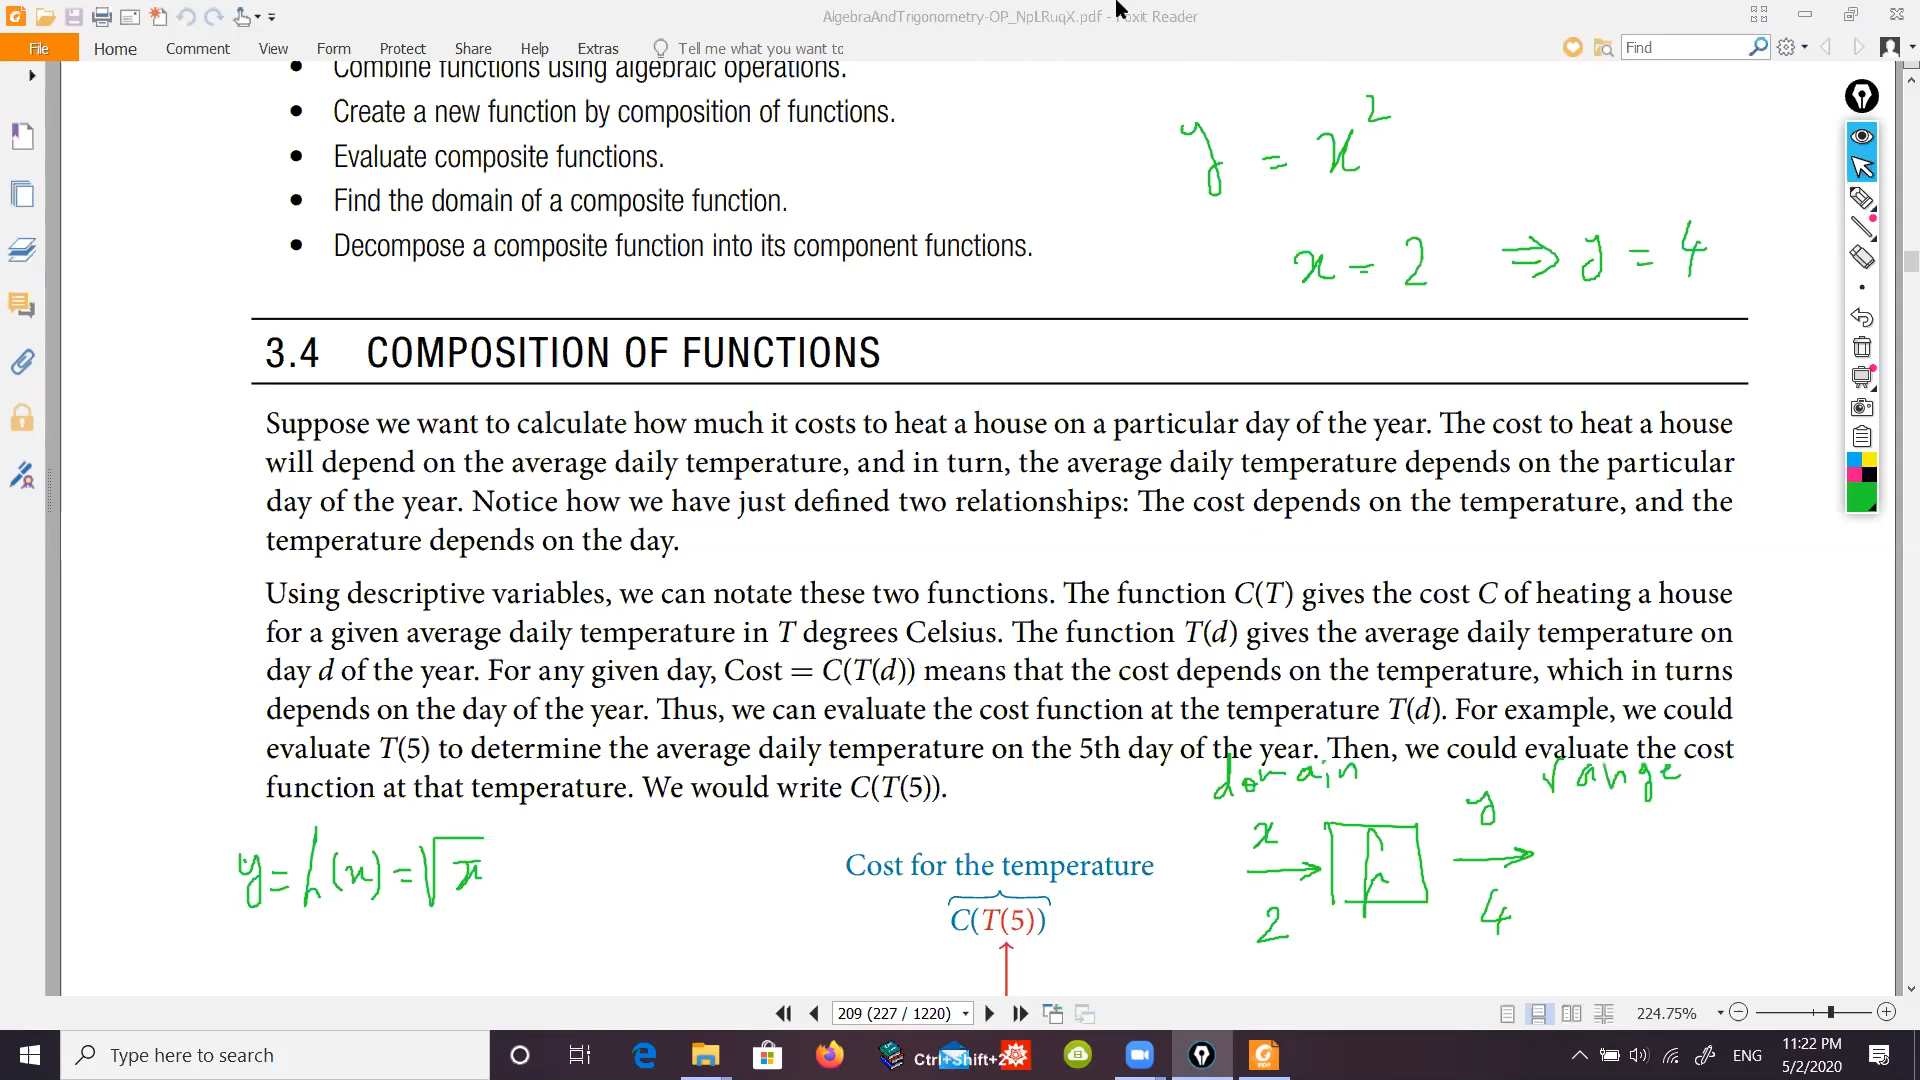 AlgebraAndTrigonometry-OP_NpLRuqX.pdf - Foxit Reader
File Home Comment View Form Protect Share Help Extras Tell me what you want to Find
• Combine functions using algebraic operations.
• Create a new function by composition of functions.
• Evaluate composite functions.
• Find the domain of a composite function.
• Decompose a composite function into its component functions.
y = x²
x = 2 ⇒ y = 4
3.4 COMPOSITION OF FUNCTIONS
Suppose we want to calculate how much it costs to heat a house on a particular day of the year. The cost to heat a house
will depend on the average daily temperature, and in turn, the average daily temperature depends on the particular
day of the year. Notice how we have just defined two relationships: The cost depends on the temperature, and the
temperature depends on the day.
Using descriptive variables, we can notate these two functions. The function C(T) gives the cost C of heating a house
for a given average daily temperature in T degrees Celsius. The function T(d) gives the average daily temperature on
day d of the year. For any given day, Cost = C(T(d)) means that the cost depends on the temperature, which in turns
depends on the day of the year. Thus, we can evaluate the cost function at the temperature T(d). For example, we could
evaluate T(5) to determine the average daily temperature on the 5th day of the year. Then, we could evaluate the cost
function at that temperature. We would write C(T(5)).
domain range
x y
y = f(x) = √x
f
2 4
Cost for the temperature
C(T(5))
209 (227 / 1220) 224.75%
Type here to search
Ctrl+Shift+2
ENG
11:22 PM
5/2/2020